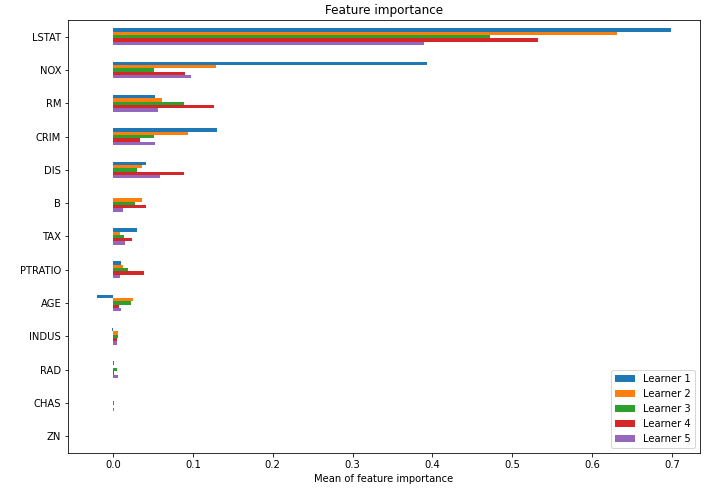 Feature importance
LSTAT
NOX
RM
CRIM
DIS
B
TAX
PTRATIO
AGE
INDUS
RAD
CHAS
ZN
Learner 1
Learner 2
Learner 3
Learner 4
Learner 5
0.0 0.1 0.2 0.3 0.4 0.5 0.6 0.7
Mean of feature importance